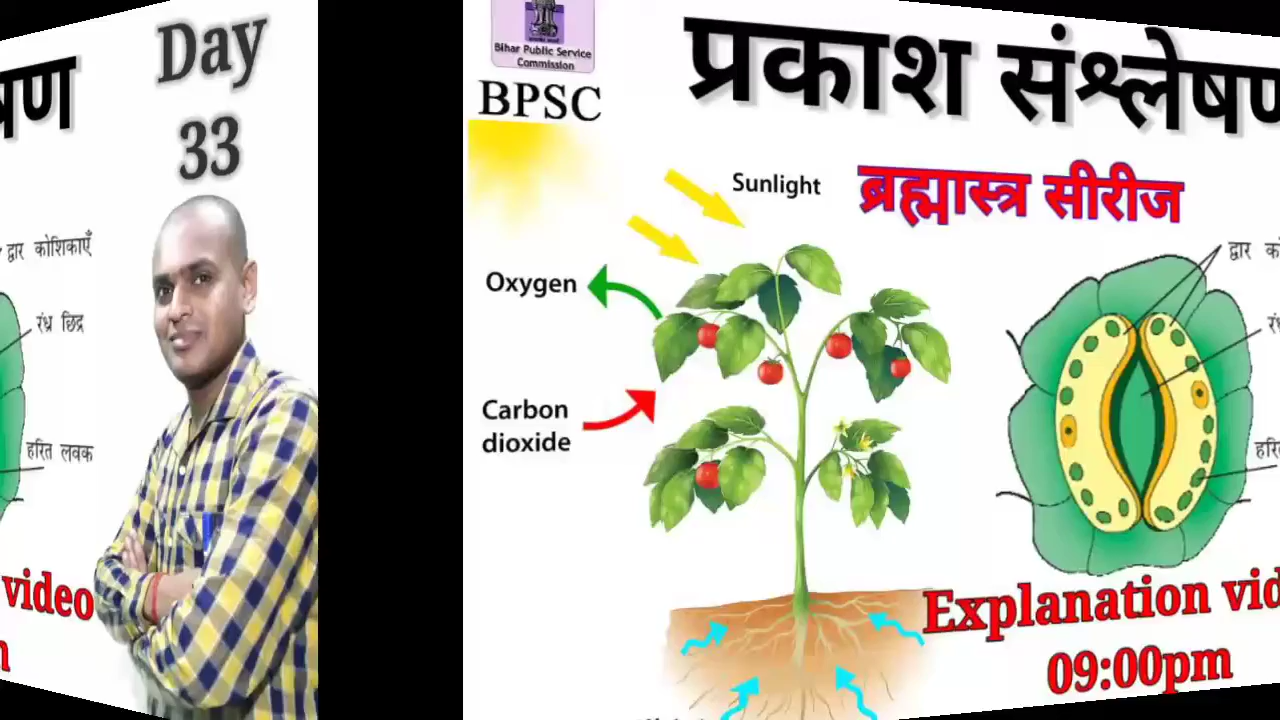 षण
Day
33
द्वार कोशिकाएँ
रंध्र छिद्र
हरित लवक
video
Bihar Public Service
Commission
BPSC
प्रकाश संश्लेषण
ब्रह्मास्त्र सीरीज
Sunlight
Oxygen
Carbon
dioxide
द्वार
Explanation vid
09:00pm